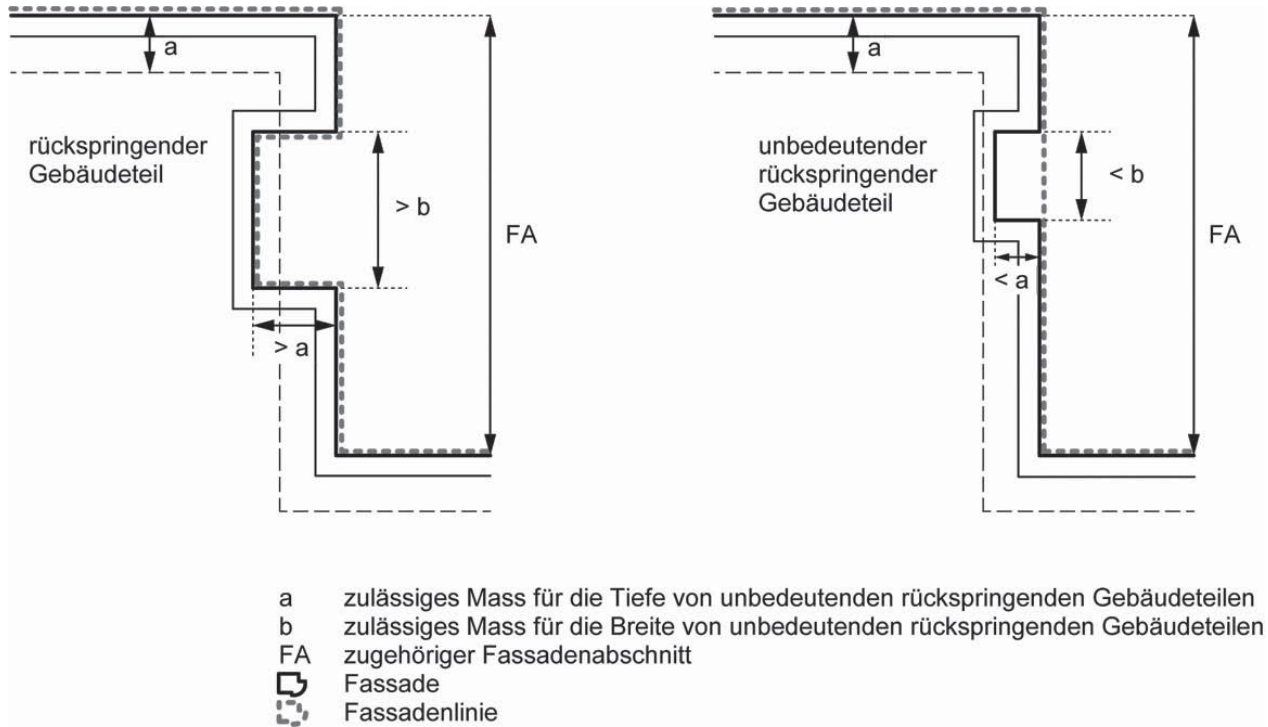 a
rückspringender
Gebäudeteil
> b
FA
> a
a
unbedeutender
rückspringender
Gebäudeteil
< b
FA
< a
a zulässiges Mass für die Tiefe von unbedeutenden rückspringenden Gebäudeteilen
b zulässiges Mass für die Breite von unbedeutenden rückspringenden Gebäudeteilen
FA zugehöriger Fassadenabschnitt
Fassade
Fassadenlinie